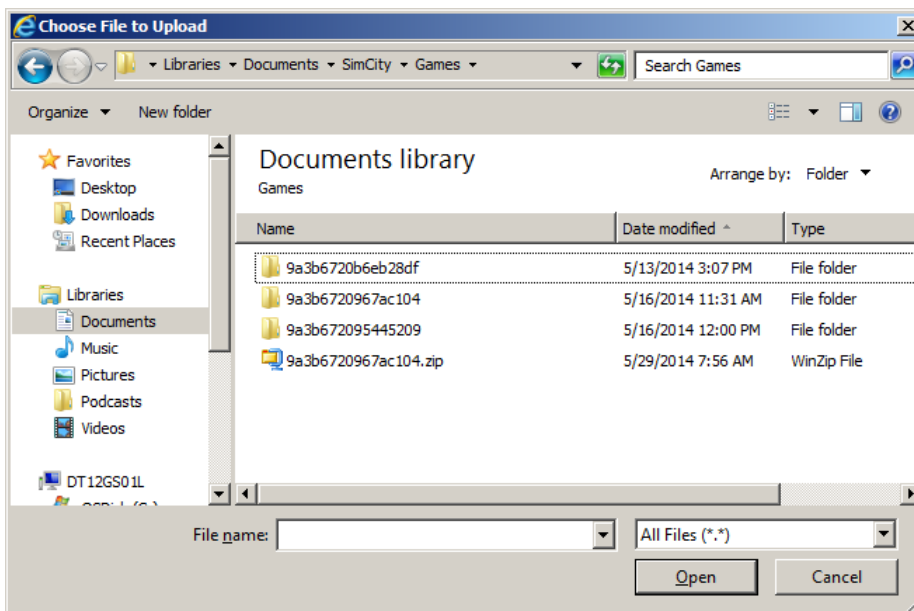 Choose File to Upload
Libraries Documents SimCity Games Search Games
Organize New folder
Favorites
Desktop
Downloads
Recent Places
Libraries
Documents
Music
Pictures
Podcasts
Videos
DT12GS01L
Documents library
Games
Arrange by: Folder
Name Date modified Type
9a3b6720b6eb28df 5/13/2014 3:07 PM File folder
9a3b6720967ac104 5/16/2014 11:31 AM File folder
9a3b672095445209 5/16/2014 12:00 PM File folder
9a3b6720967ac104.zip 5/29/2014 7:56 AM WinZip File
File name: All Files (*.*)
Open Cancel